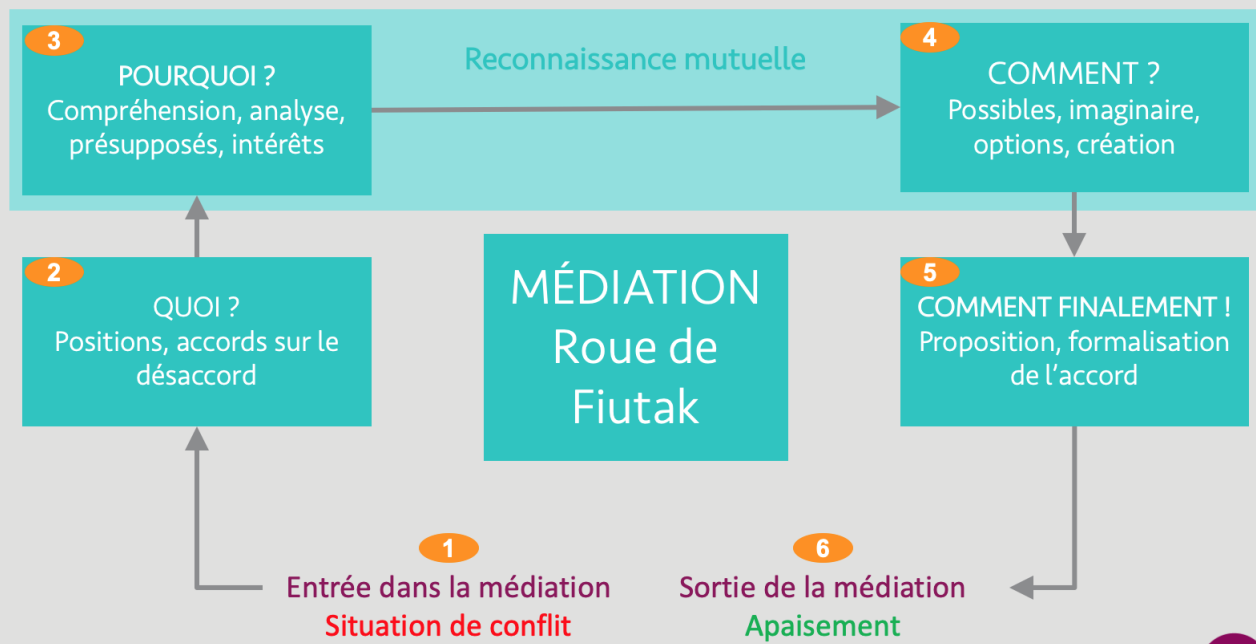 3
POURQUOI ?
Compréhension, analyse,
présupposés, intérêts
Reconnaissance mutuelle
4
COMMENT ?
Possibles, imaginaire,
options, création
2
QUOI ?
Positions, accords sur le
désaccord
MÉDIATION
Roue de
Fiutak
5
COMMENT FINALEMENT !
Proposition, formalisation
de l’accord
1
Entrée dans la médiation
Situation de conflit
6
Sortie de la médiation
Apaisement